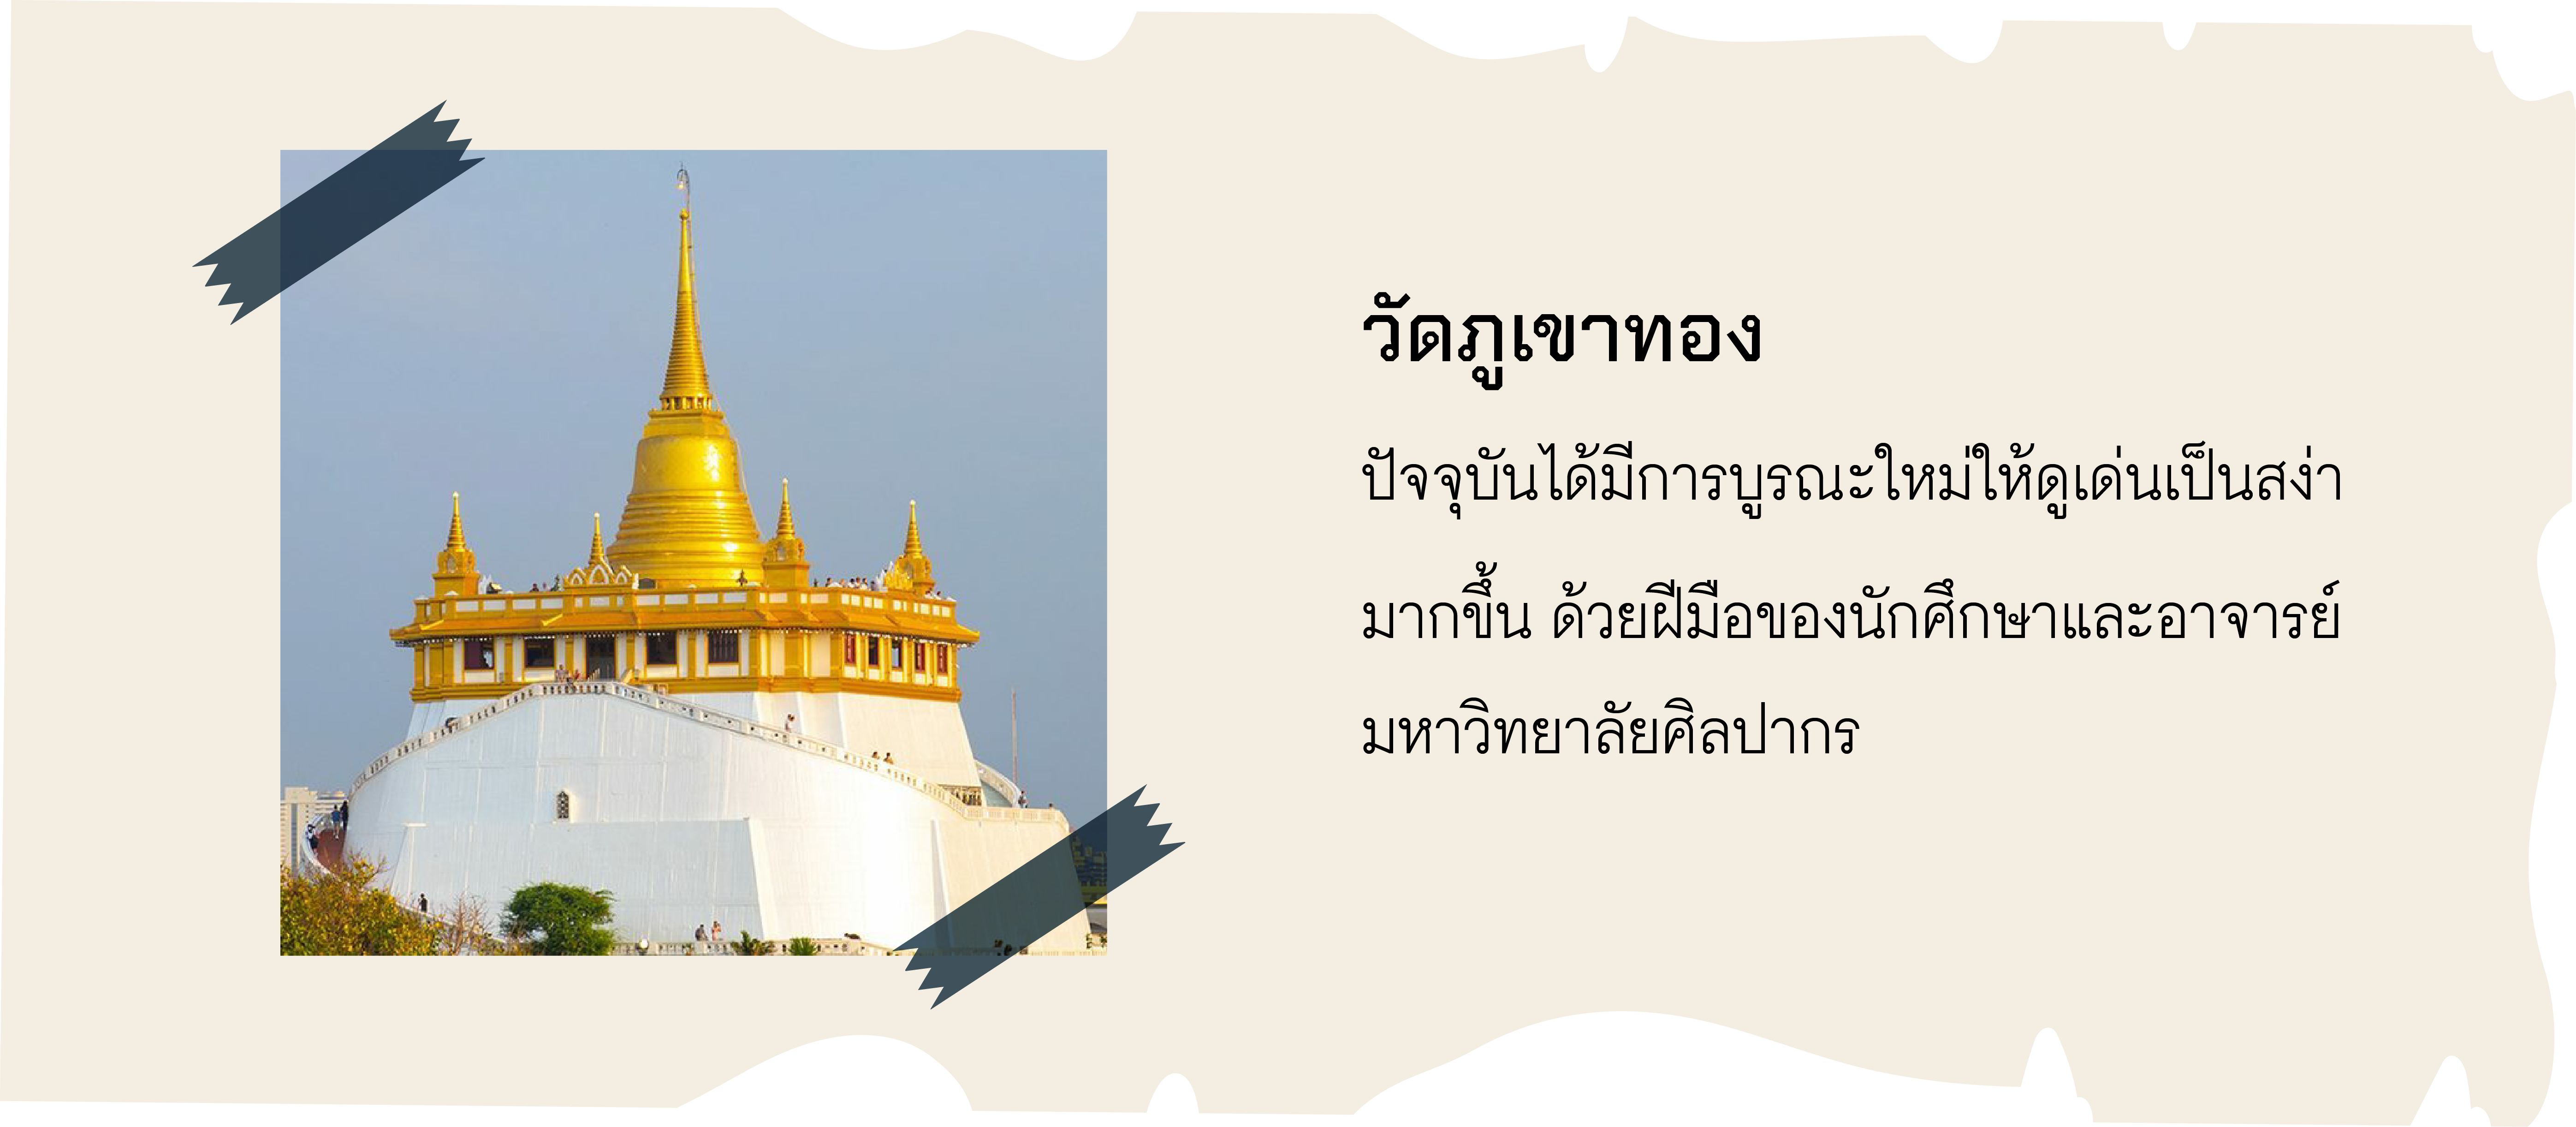 วัดภูเขาทอง
ปัจจุบันได้มีการบูรณะใหม่ให้ดูเด่นเป็นสง่า
มากขึ้น ด้วยฝีมือของนักศึกษาและอาจารย์
มหาวิทยาลัยศิลปากร